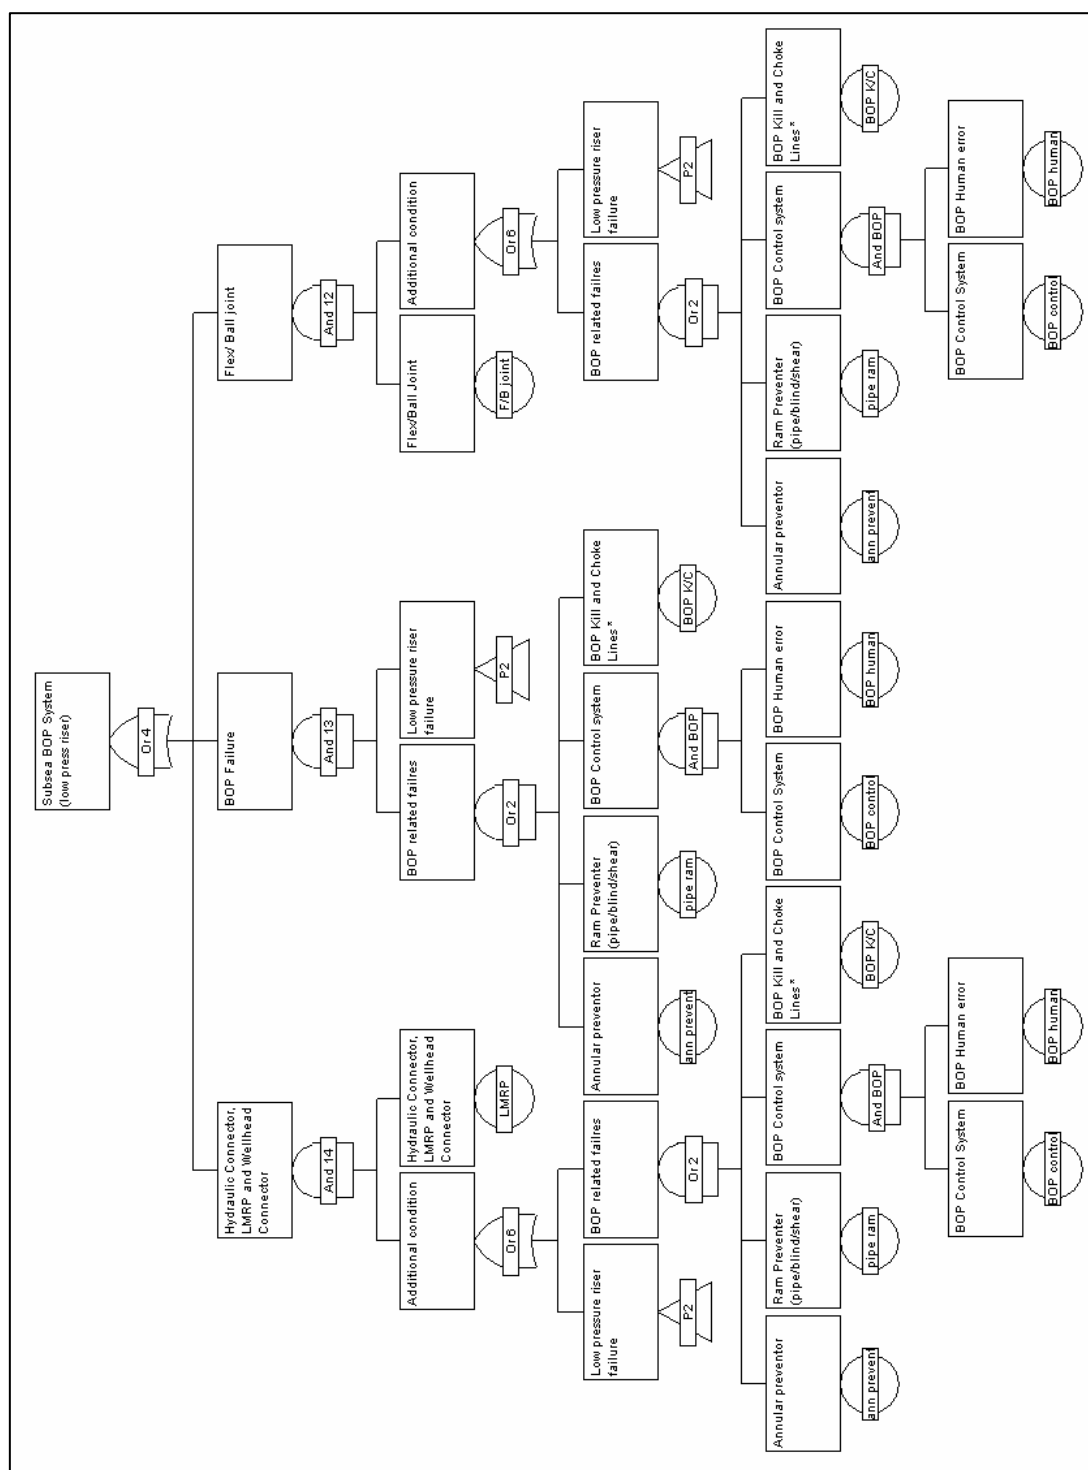 Subsea BOP System
(low press riser)
Or 4
Hydraulic Connector,
LMRP and Wellhead
Connector
And 14
BOP Failure
And 13
Flex/ Ball joint
And 12
Additional condition
Or 6
Hydraulic Connector,
LMRP and Wellhead
Connector
LMRP
BOP related failres
Or 2
Low pressure riser
failure
P2
Flex/Ball Joint
F/B joint
Additional condition
Or 6
Low pressure riser
failure
P2
BOP related failres
Or 2
Annular preventor
ann prevent
Ram Preventer
(pipe/blind/shear)
pipe ram
BOP Control system
And BOP
BOP Kill and Choke
Lines*
BOP K/C
BOP related failres
Or 2
Low pressure riser
failure
P2
Annular preventor
ann prevent
Ram Preventer
(pipe/blind/shear)
pipe ram
BOP Control system
And BOP
BOP Kill and Choke
Lines*
BOP K/C
BOP Control System
BOP control
BOP Human error
BOP human
Annular preventor
ann prevent
Ram Preventer
(pipe/blind/shear)
pipe ram
BOP Control system
And BOP
BOP Kill and Choke
Lines*
BOP K/C
BOP Control System
BOP control
BOP Human error
BOP human
BOP Control System
BOP control
BOP Human error
BOP human